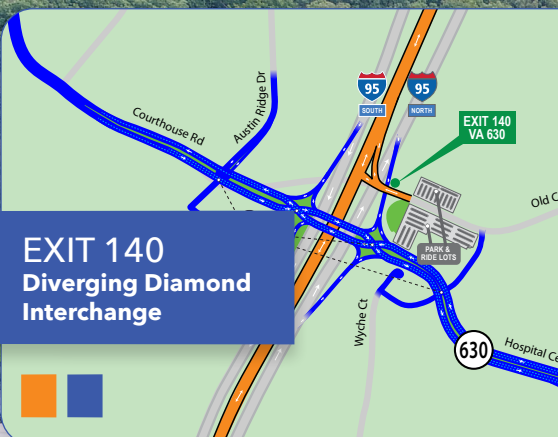 95
95
SOUTH
NORTH
EXIT 140
VA 630
Courthouse Rd
Austin Ridge Dr
Old C
EXIT 140
Diverging Diamond
Interchange
PARK &
RIDE LOTS
Wyche Ct
630
Hospital Ce